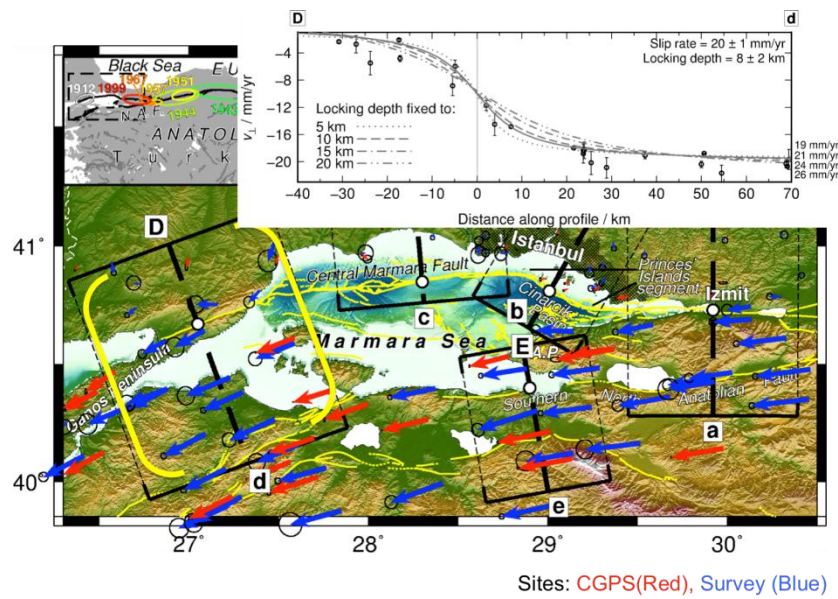 Black Sea
E U
1912
1999
1967
1957
1951
1944
1943
N A F
A N A T O L
T u r k
D
d
Slip rate = 20 ± 1 mm/yr
Locking depth = 8 ± 2 km
v⊥ / mm/yr
0
−4
−8
−12
−16
−20
Locking depth fixed to:
5 km
10 km
15 km
20 km
19 mm/yr
21 mm/yr
24 mm/yr
26 mm/yr
−40 −30 −20 −10 0 10 20 30 40 50 60 70
Distance along profile / km
41°
40°
D
Istanbul
Central Marmara Fault
Princes'
Islands
segment
Cinarcik
Basin
Izmit
c
b
Marmara Sea
E
A.P.
Ganos Peninsula
Southern
North
Anatolian
Fault
a
d
e
27° 28° 29° 30°
Sites: CGPS(Red), Survey (Blue)